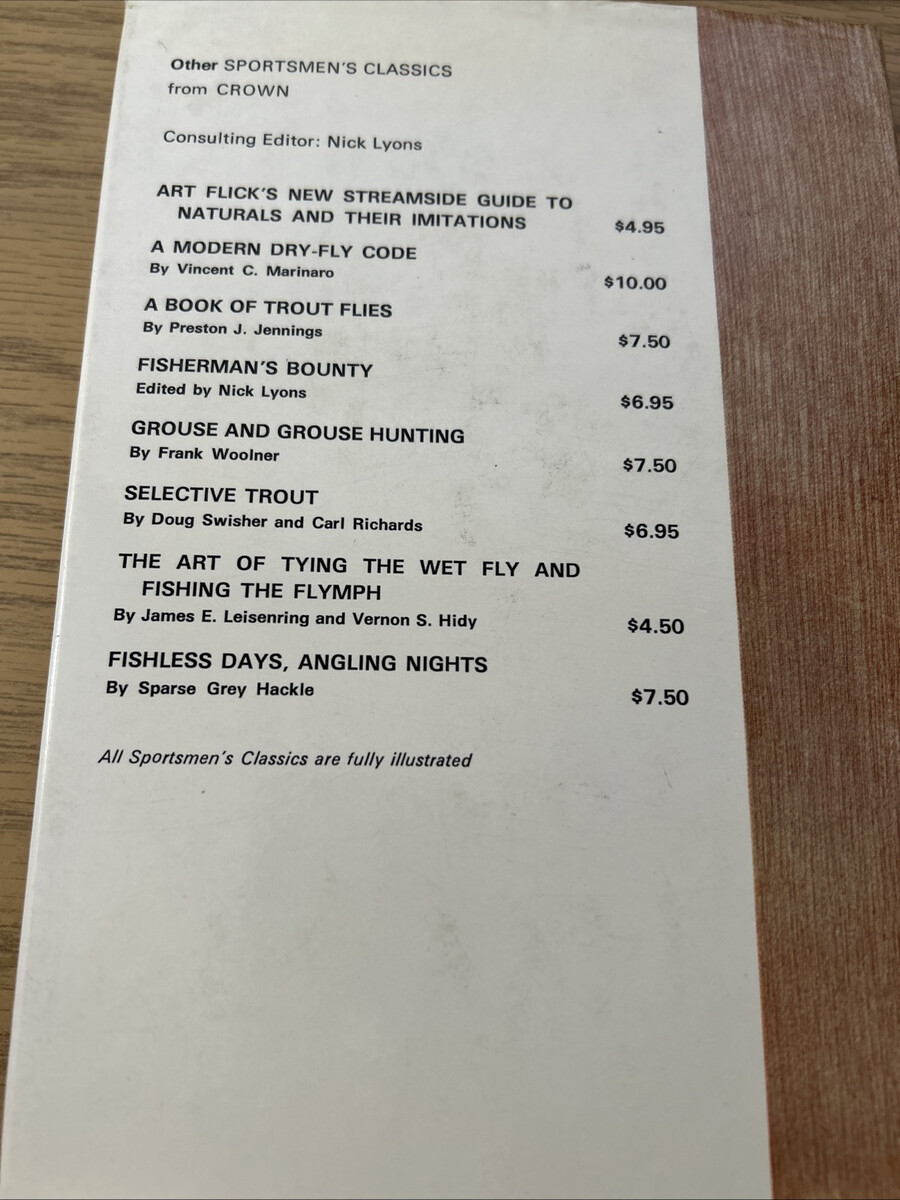 Other SPORTSMEN'S CLASSICS
from CROWN
Consulting Editor: Nick Lyons
ART FLICK'S NEW STREAMSIDE GUIDE TO
NATURALS AND THEIR IMITATIONS $4.95
A MODERN DRY-FLY CODE
By Vincent C. Marinaro $10.00
A BOOK OF TROUT FLIES
By Preston J. Jennings $7.50
FISHERMAN'S BOUNTY
Edited by Nick Lyons $6.95
GROUSE AND GROUSE HUNTING
By Frank Woolner $7.50
SELECTIVE TROUT
By Doug Swisher and Carl Richards $6.95
THE ART OF TYING THE WET FLY AND
FISHING THE FLYMPH
By James E. Leisenring and Vernon S. Hidy $4.50
FISHLESS DAYS, ANGLING NIGHTS
By Sparse Grey Hackle $7.50
All Sportsmen's Classics are fully illustrated